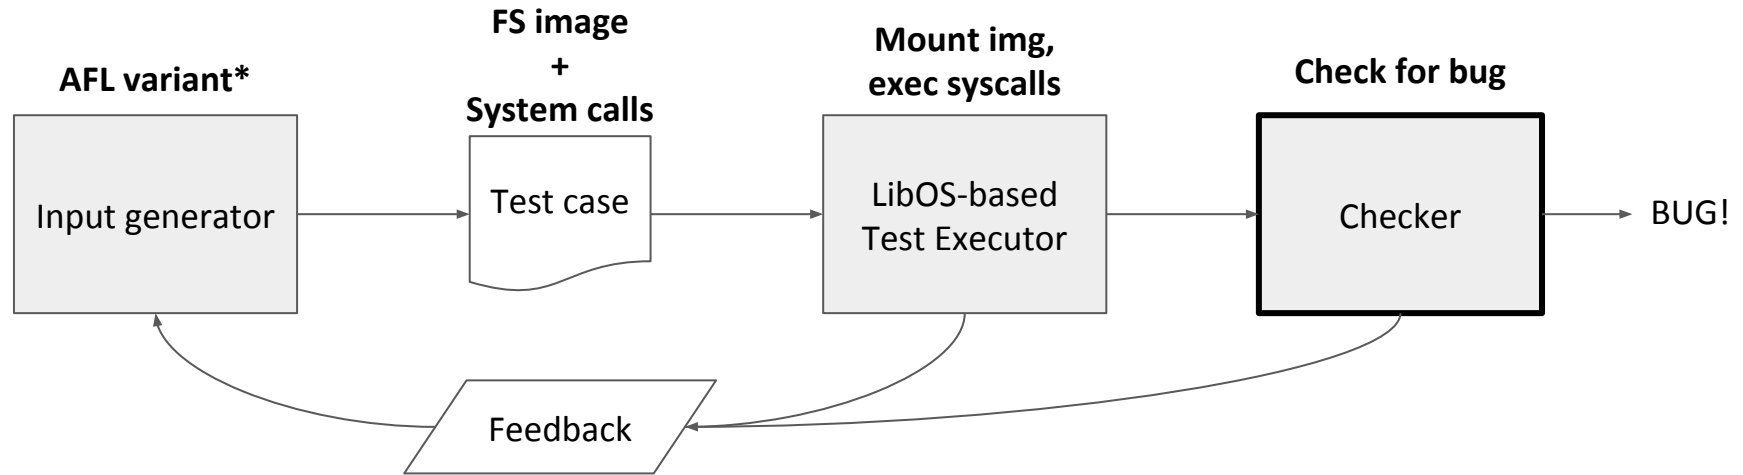 AFL variant*
FS image
+
System calls
Mount img,
exec syscalls
Check for bug
Input generator
Test case
LibOS-based
Test Executor
Checker
BUG!
Feedback